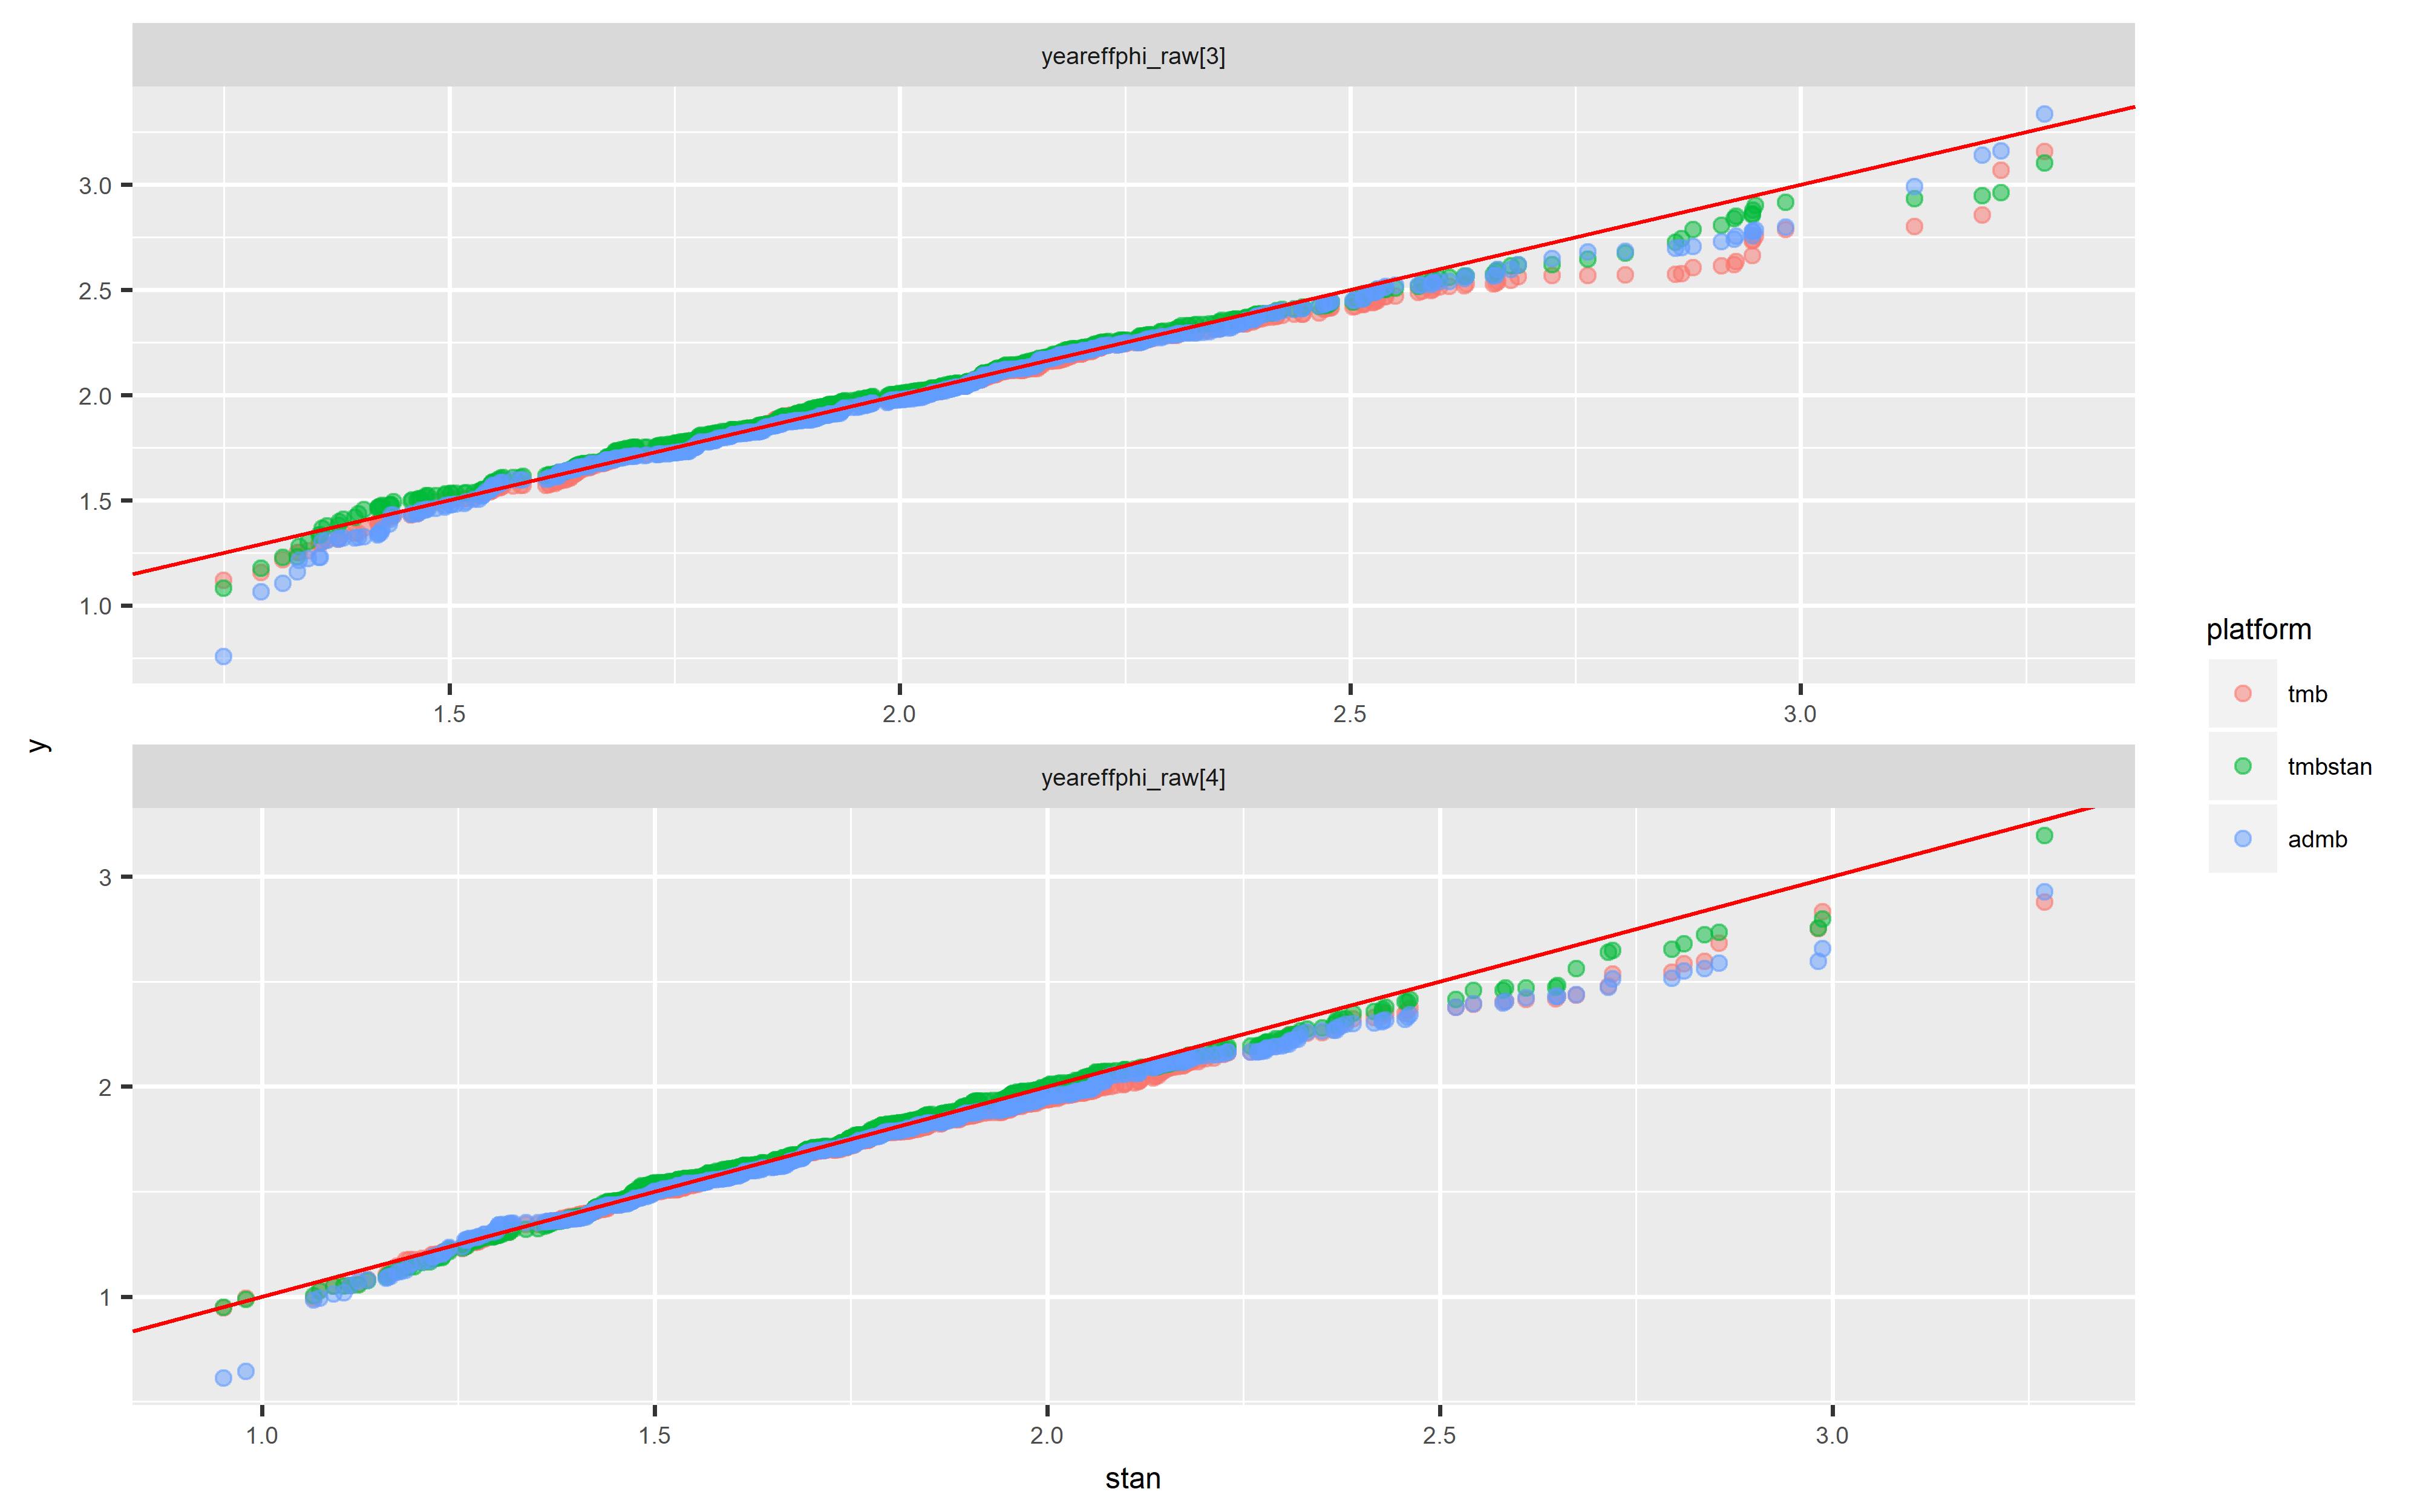 yeareffphi_raw[3]
3.0
2.5
2.0
1.5
1.0
1.5 2.0 2.5 3.0
y
yeareffphi_raw[4]
3
2
1
1.0 1.5 2.0 2.5 3.0
stan
platform
tmb
tmbstan
admb